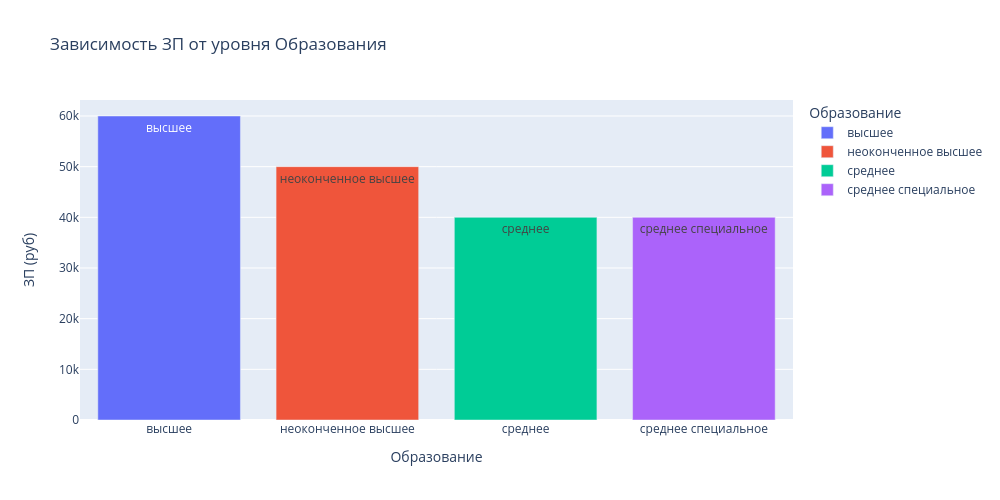 Зависимость ЗП от уровня Образования
Образование
высшее
неоконченное высшее
среднее
среднее специальное
60k
50k
40k
30k
20k
10k
0
ЗП (руб)
высшее
неоконченное высшее
среднее
среднее специальное
высшее
неоконченное высшее
среднее
среднее специальное
Образование